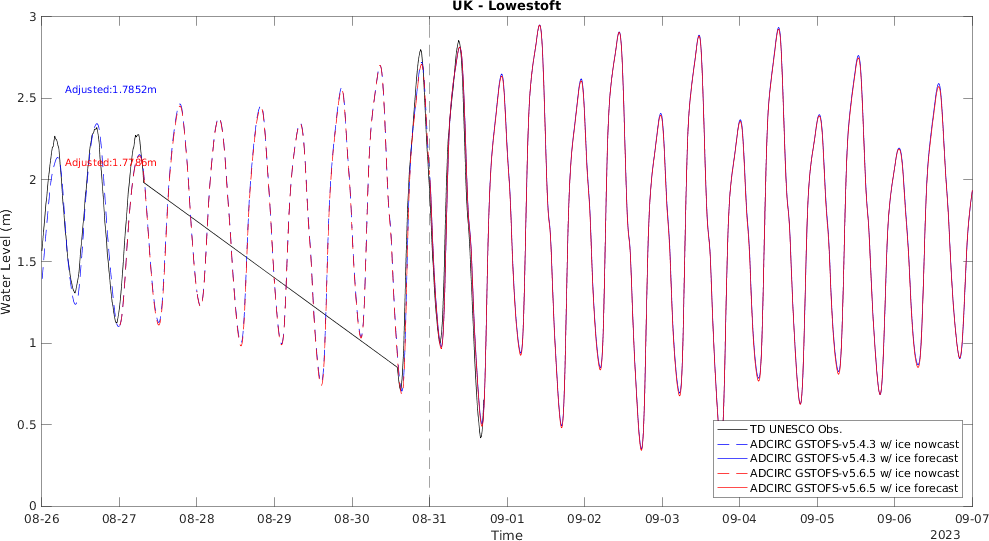 UK - Lowestoft
3
2.5
2
1.5
1
0.5
0
Water Level (m)
Adjusted:1.7852m
Adjusted:1.7786m
TD UNESCO Obs.
ADCIRC GSTOFS-v5.4.3 w/ ice nowcast
ADCIRC GSTOFS-v5.4.3 w/ ice forecast
ADCIRC GSTOFS-v5.6.5 w/ ice nowcast
ADCIRC GSTOFS-v5.6.5 w/ ice forecast
08-26 08-27 08-28 08-29 08-30 08-31 09-01 09-02 09-03 09-04 09-05 09-06 09-07
Time
2023